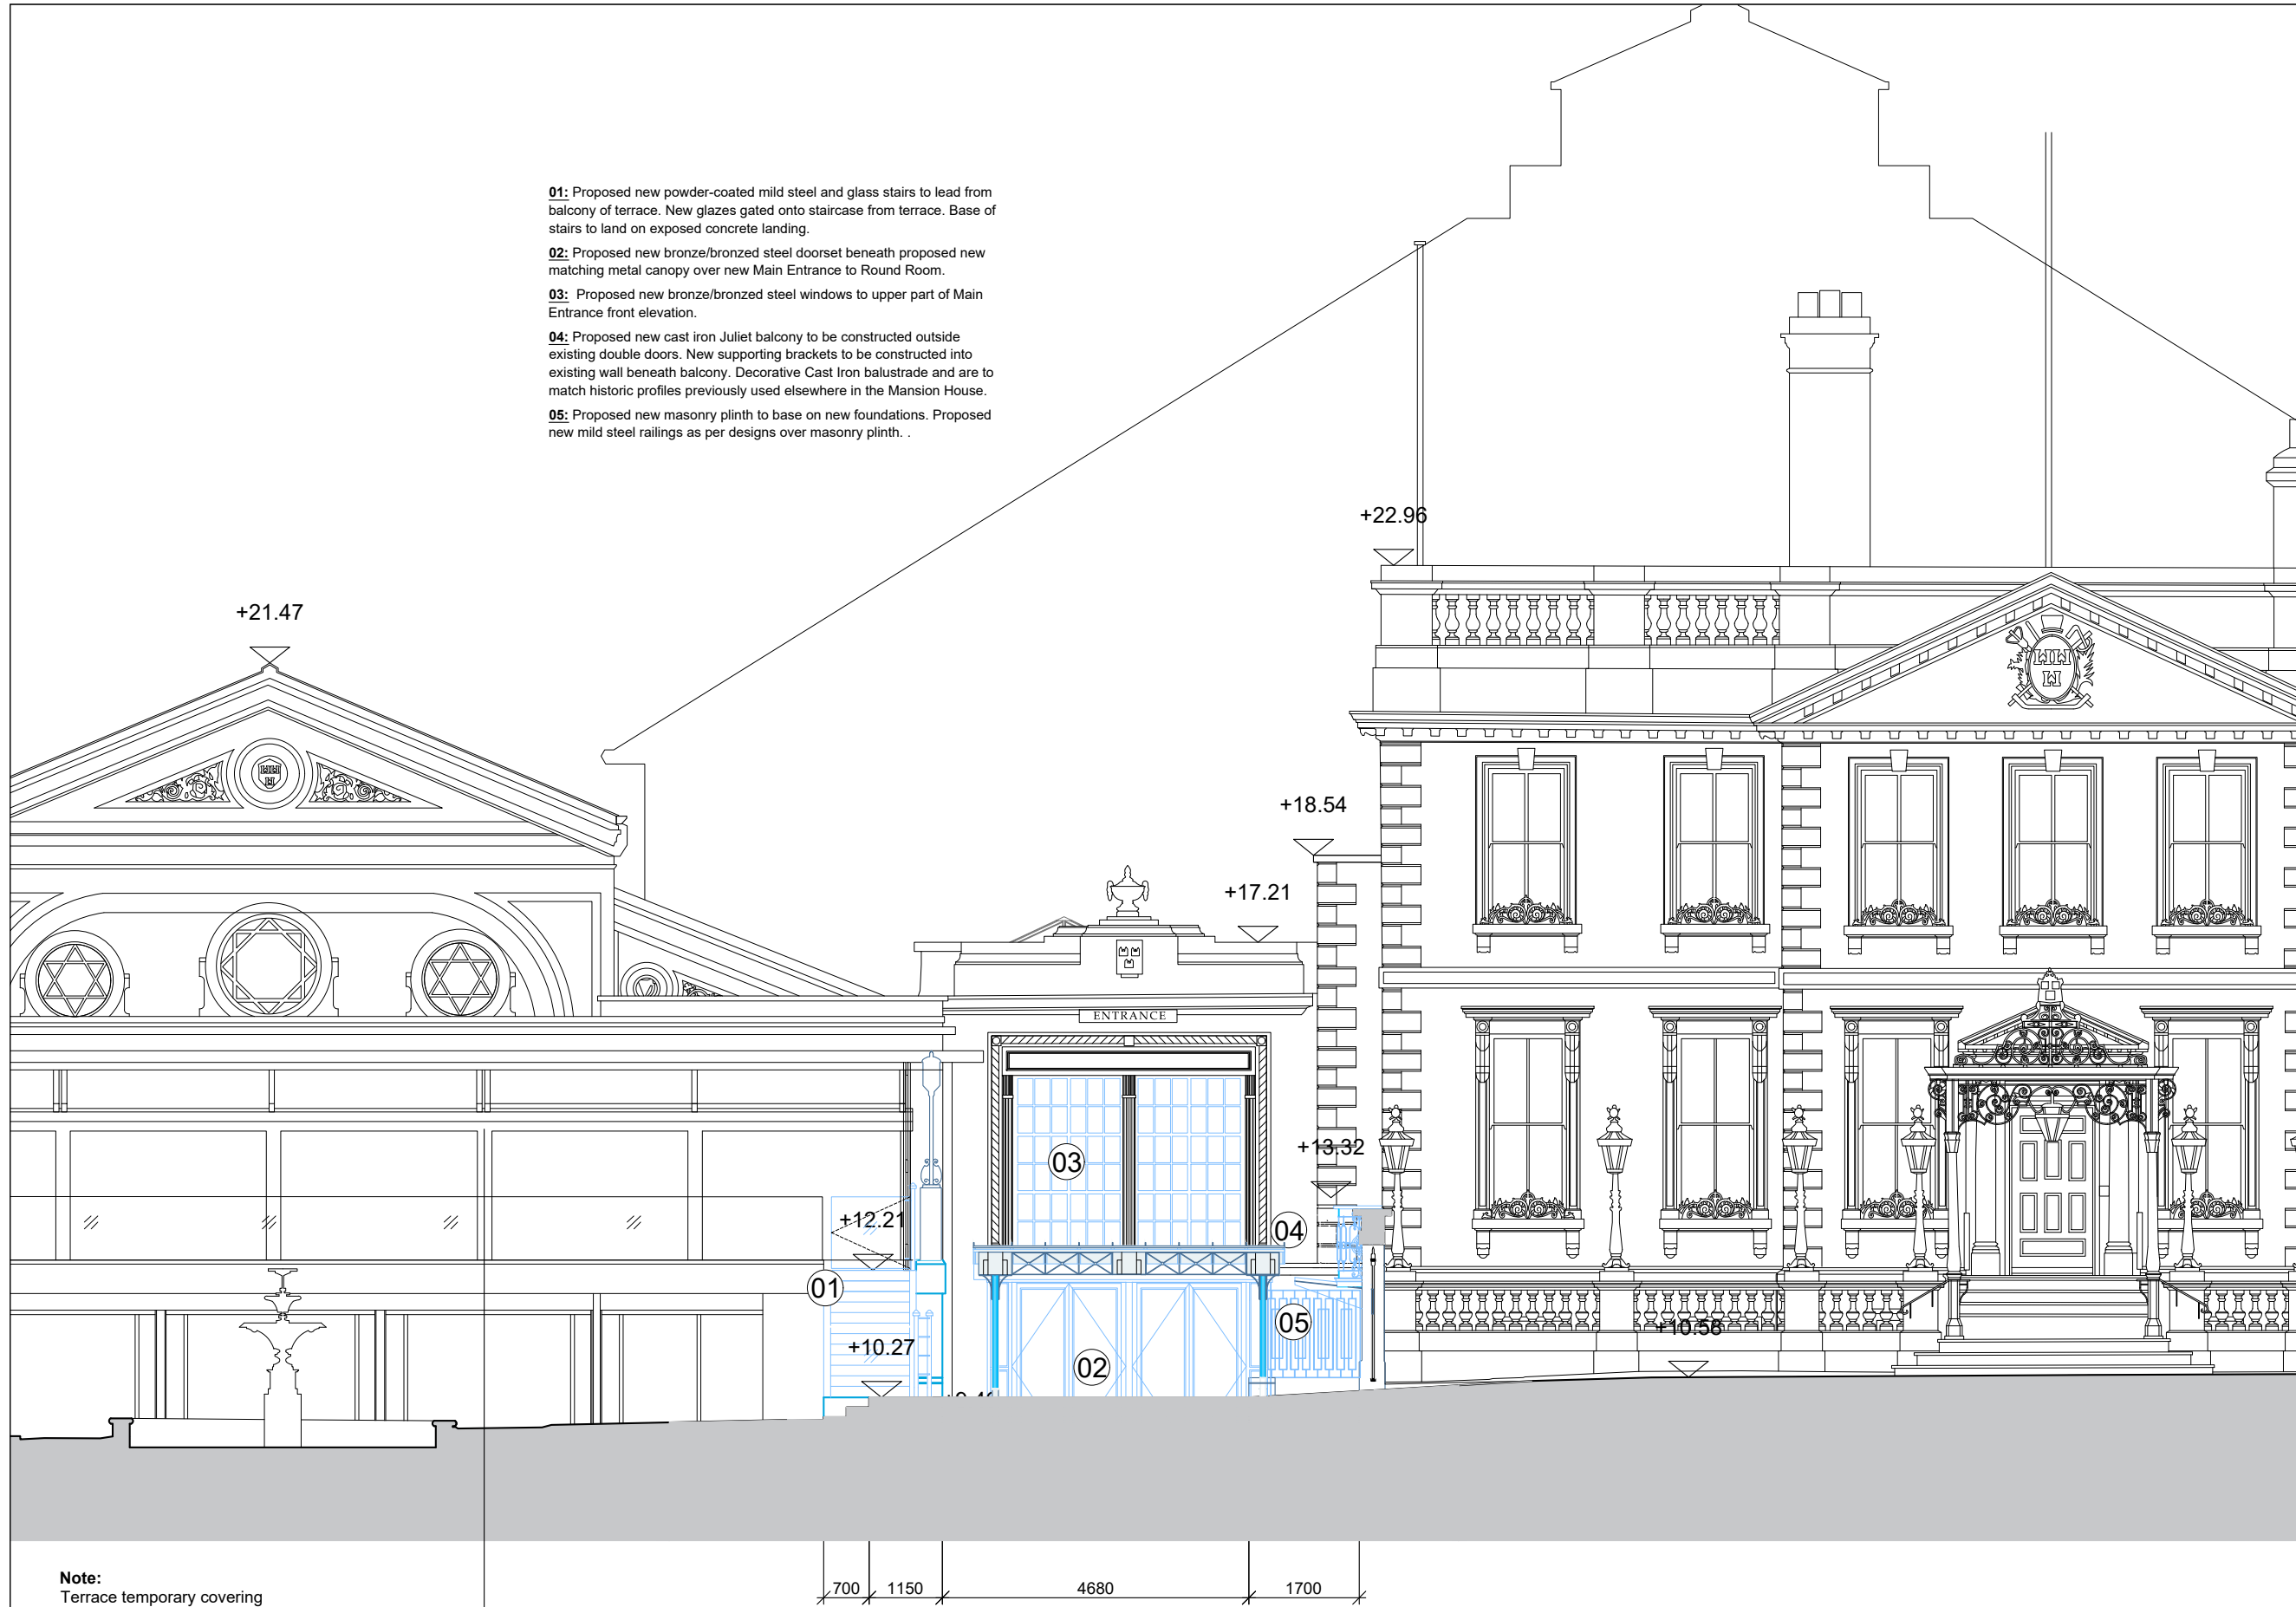 01: Proposed new powder-coated mild steel and glass stairs to lead from
balcony of terrace. New glazes gated onto staircase from terrace. Base of
stairs to land on exposed concrete landing.
02: Proposed new bronze/bronzed steel doorset beneath proposed new
matching metal canopy over new Main Entrance to Round Room.
03: Proposed new bronze/bronzed steel windows to upper part of Main
Entrance front elevation.
04: Proposed new cast iron Juliet balcony to be constructed outside
existing double doors. New supporting brackets to be constructed into
existing wall beneath balcony. Decorative Cast Iron balustrade and are to
match historic profiles previously used elsewhere in the Mansion House.
05: Proposed new masonry plinth to base on new foundations. Proposed
new mild steel railings as per designs over masonry plinth. .
+22.96
+21.47
+18.54
+17.21
ENTRANCE
+13.32
03
+12.21
04
01
05
+10.58
+10.27
02
Note:
Terrace temporary covering
700
1150
4680
1700